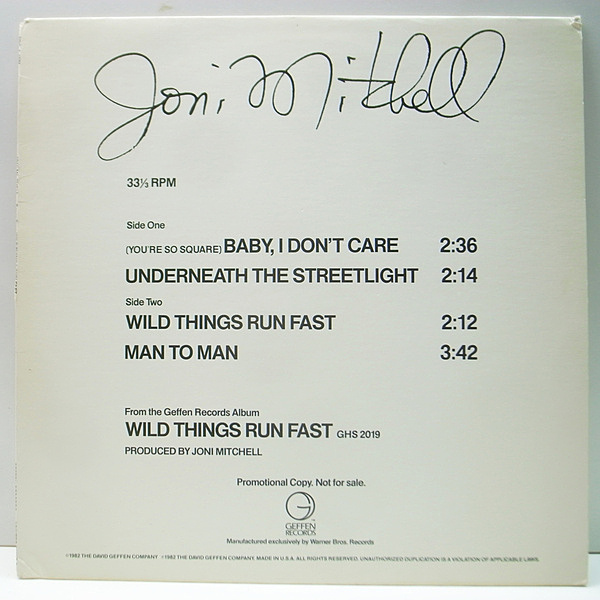 Joni Mitchell
33⅓ RPM
Side One
(YOU'RE SO SQUARE) BABY, I DON'T CARE 2:36
UNDERNEATH THE STREETLIGHT 2:14
Side Two
WILD THINGS RUN FAST 2:12
MAN TO MAN 3:42
From the Geffen Records Album
WILD THINGS RUN FAST GHS 2019
PRODUCED BY JONI MITCHELL
Promotional Copy. Not for sale.
GEFFEN
RECORDS
Manufactured exclusively by Warner Bros. Records
©1982 THE DAVID GEFFEN COMPANY ℗1982 THE DAVID GEFFEN COMPANY. MADE IN U.S.A. ALL RIGHTS RESERVED. UNAUTHORIZED DUPLICATION IS A VIOLATION OF APPLICABLE LAWS.